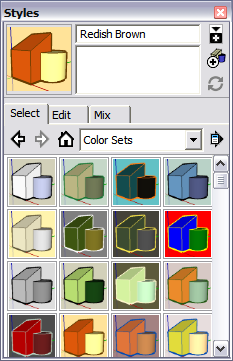 Styles
Redish Brown
Select Edit Mix
Color Sets